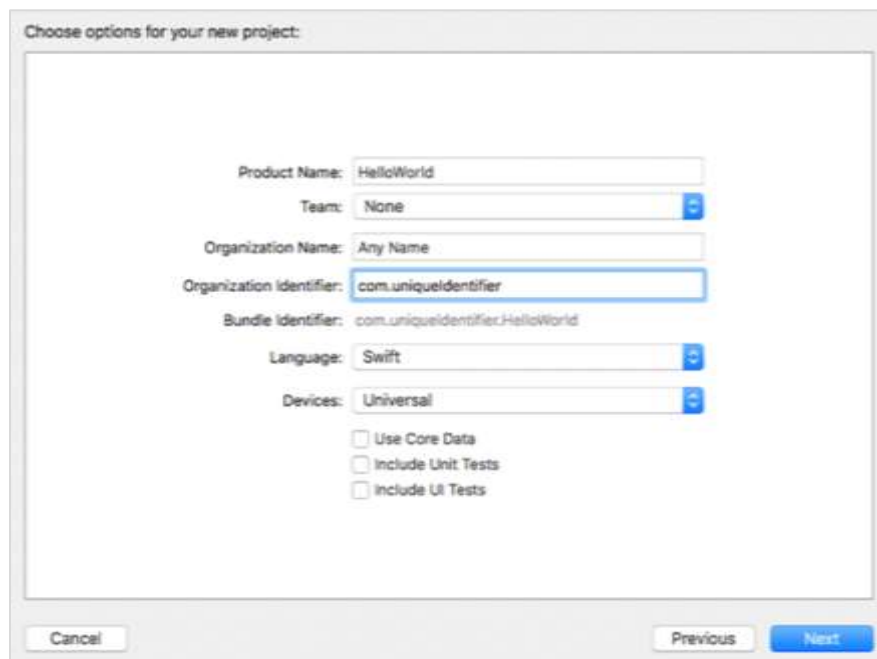 Choose options for your new project:
Product Name: HelloWorld
Team: None
Organization Name: Any Name
Organization Identifier: com.uniqueIdentifier
Bundle Identifier: com.uniqueIdentifier.HelloWorld
Language: Swift
Devices: Universal
Use Core Data
Include Unit Tests
Include UI Tests
Cancel Previous Next